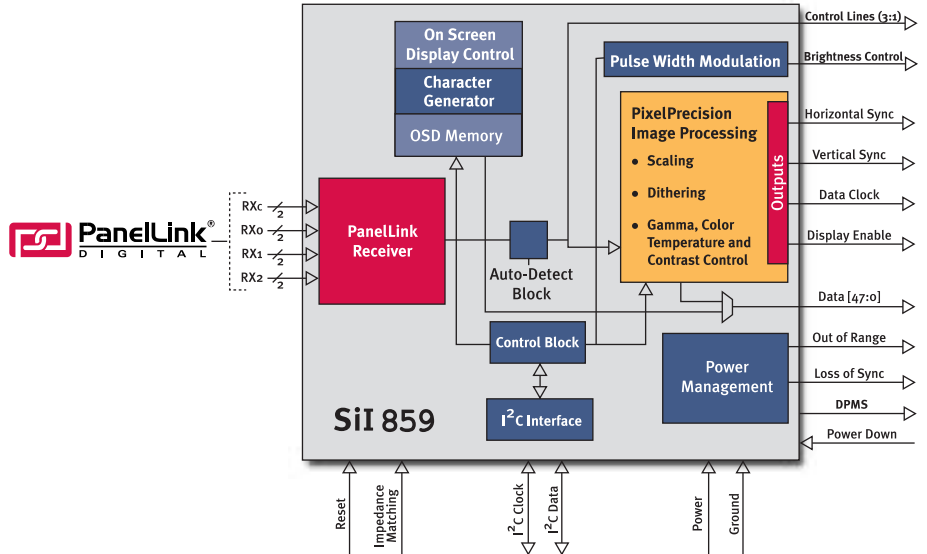 PanelLink®
DIGITAL
RXc
2
RX0
2
RX1
2
RX2
2
On Screen
Display Control
Character
Generator
OSD Memory
PanelLink
Receiver
Auto-Detect
Block
Control Block
I²C Interface
SiI 859
Pulse Width Modulation
PixelPrecision
Image Processing
• Scaling
• Dithering
• Gamma, Color
Temperature and
Contrast Control
Outputs
Power
Management
Control Lines (3:1)
Brightness Control
Horizontal Sync
Vertical Sync
Data Clock
Display Enable
Data [47:0]
Out of Range
Loss of Sync
DPMS
Power Down
Reset
Impedance
Matching
I²C Clock
I²C Data
Power
Ground